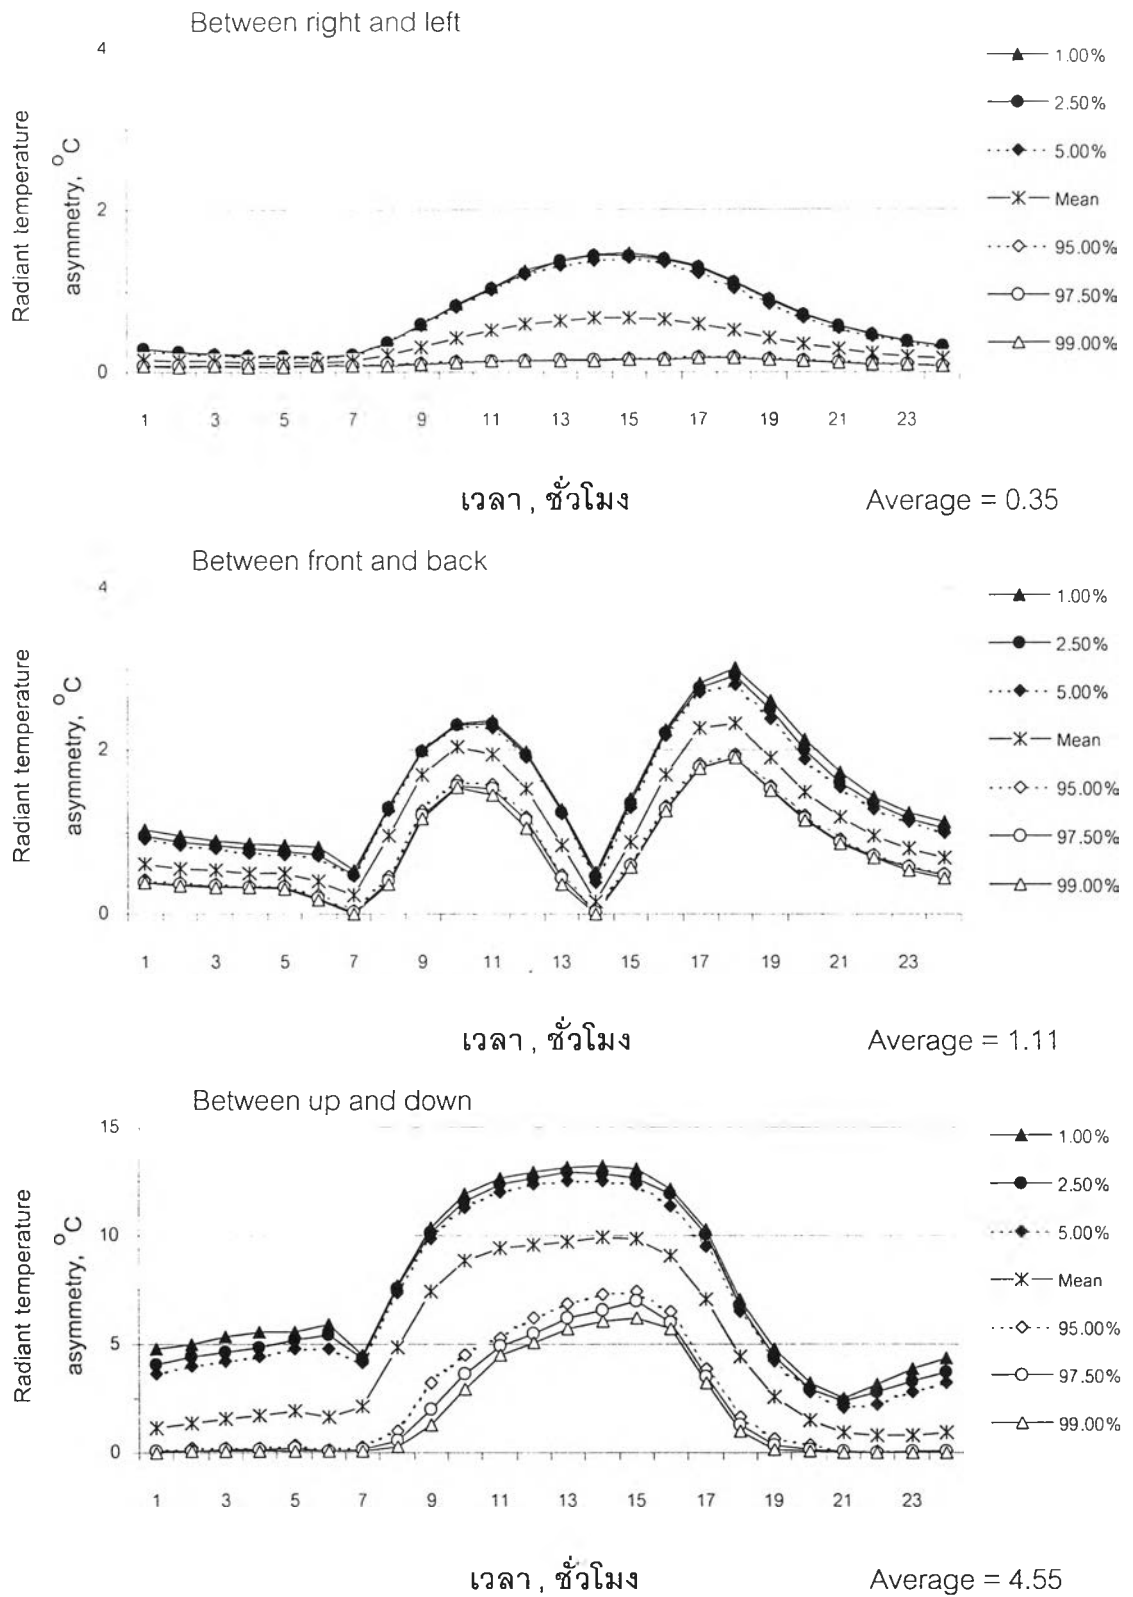 Between right and left
4
2
0
Radiant temperature
asymmetry, °C
1 3 5 7 9 11 13 15 17 19 21 23
1.00%
2.50%
5.00%
Mean
95.00%
97.50%
99.00%
เวลา , ชั่วโมง
Average = 0.35
Between front and back
4
2
0
Radiant temperature
asymmetry, °C
1 3 5 7 9 11 13 15 17 19 21 23
1.00%
2.50%
5.00%
Mean
95.00%
97.50%
99.00%
เวลา , ชั่วโมง
Average = 1.11
Between up and down
15
10
5
0
Radiant temperature
asymmetry, °C
1 3 5 7 9 11 13 15 17 19 21 23
1.00%
2.50%
5.00%
Mean
95.00%
97.50%
99.00%
เวลา , ชั่วโมง
Average = 4.55